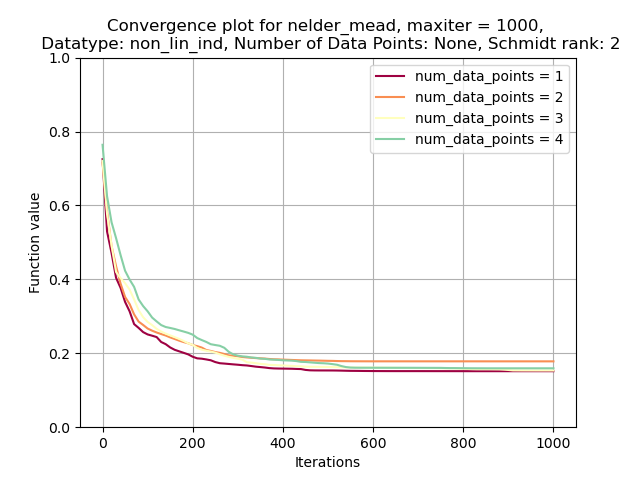 Convergence plot for nelder_mead, maxiter = 1000,
Datatype: non_lin_ind, Number of Data Points: None, Schmidt rank: 2
num_data_points = 1
num_data_points = 2
num_data_points = 3
num_data_points = 4
1.0
0.8
0.6
0.4
0.2
0.0
Function value
0 200 400 600 800 1000
Iterations